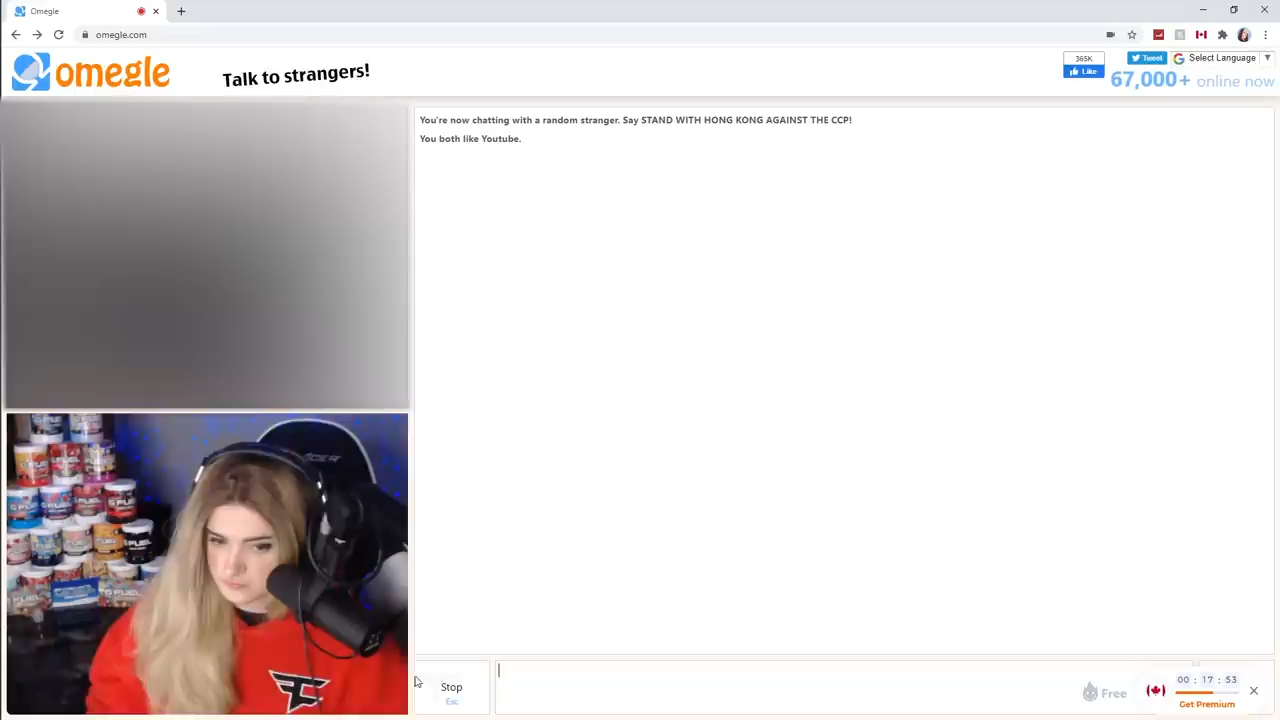 Omegle
omegle.com
omegle
Talk to strangers!
365K
Like
Tweet
Select Language
67,000+ online now
You're now chatting with a random stranger. Say STAND WITH HONG KONG AGAINST THE CCP!
You both like Youtube.
G FUEL
Stop
Esc
Free
00 : 17 : 53
Get Premium